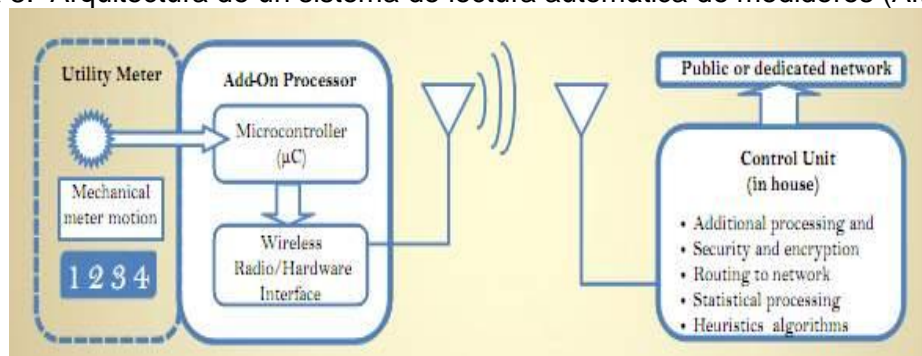 Utility Meter
Mechanical
meter motion
1234
Add-On Processor
Microcontroller
(µC)
Wireless
Radio/Hardware
Interface
Public or dedicated network
Control Unit
(in house)
• Additional processing and
• Security and encryption
• Routing to network
• Statistical processing
• Heuristics algorithms